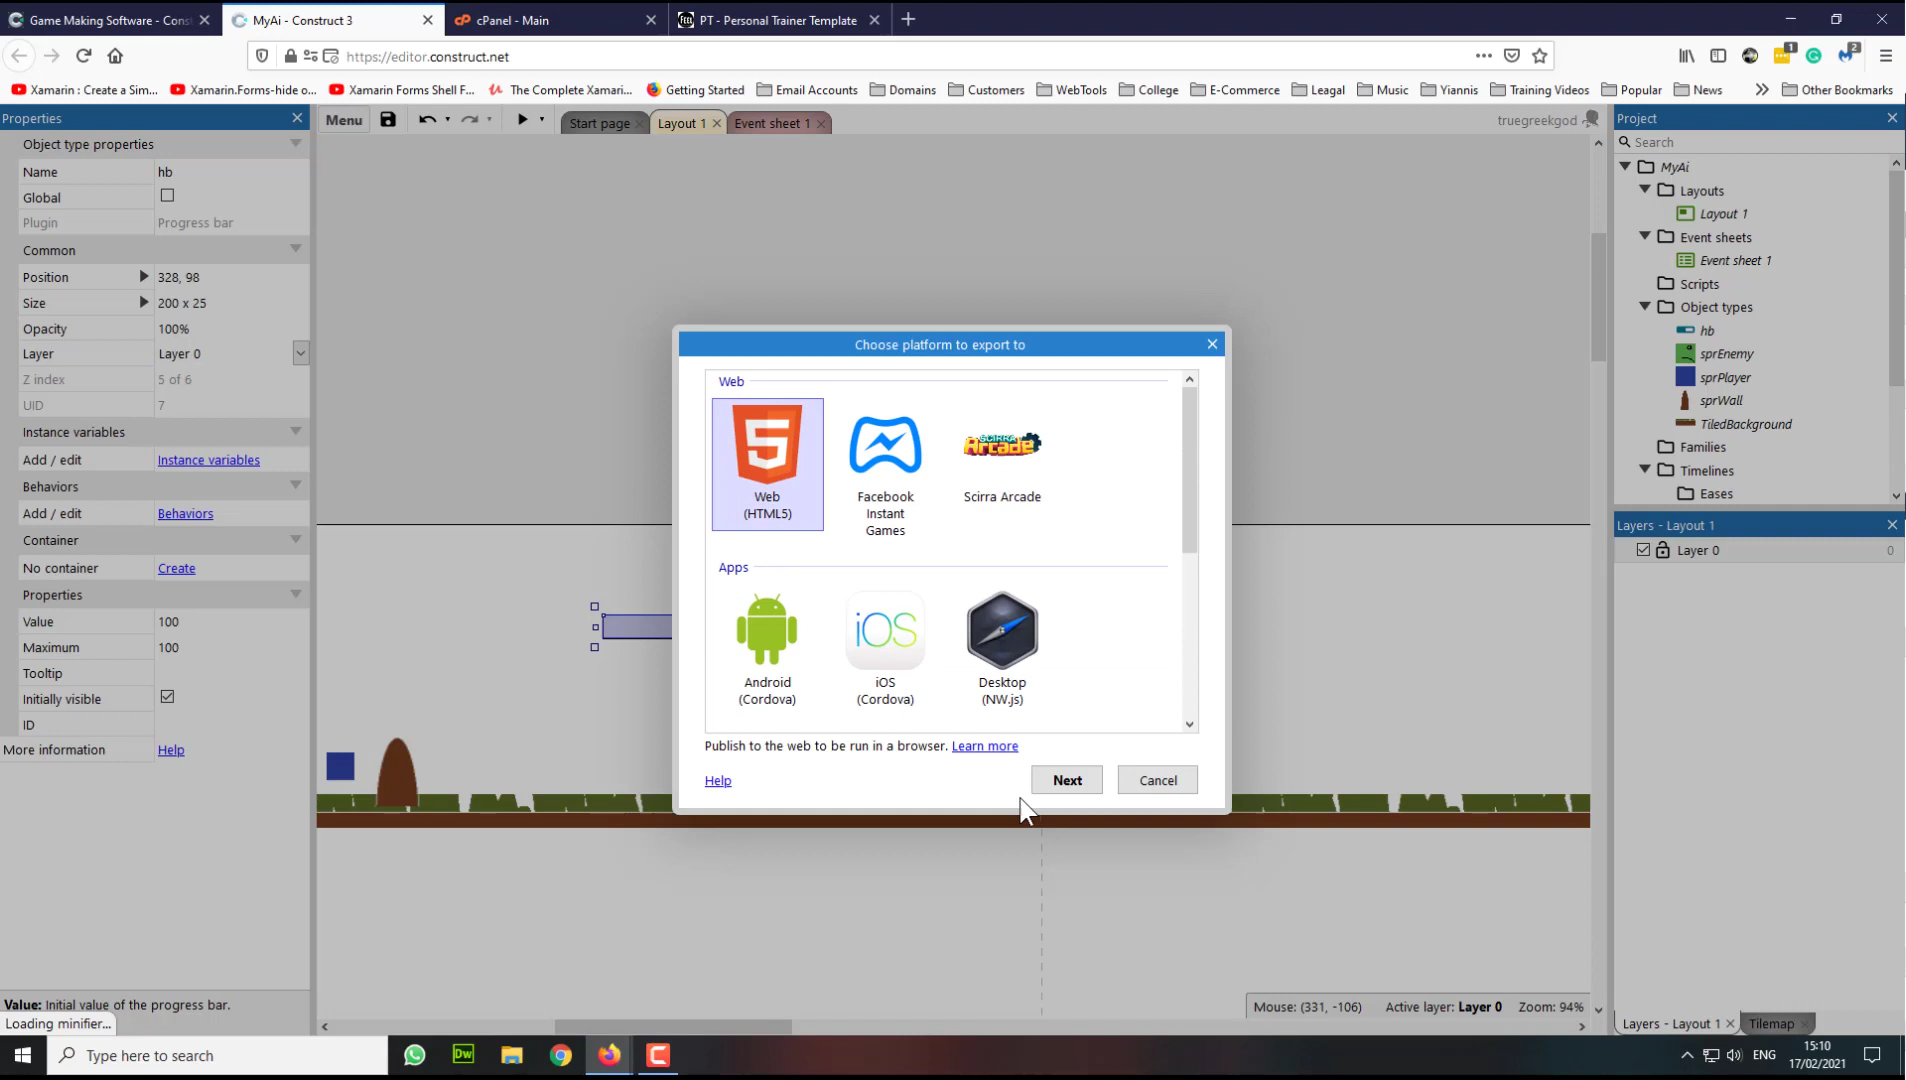 Game Making Software - Cons
MyAi - Construct 3
cPanel - Main
PT - Personal Trainer Template
https://editor.construct.net
1
2
Xamarin : Create a Sim...
Xamarin.Forms-hide o...
Xamarin Forms Shell F...
The Complete Xamari...
Getting Started
Email Accounts
Domains
Customers
WebTools
College
E-Commerce
Leagal
Music
Yiannis
Training Videos
Popular
News
Other Bookmarks
Properties
Menu
Start page
Layout 1
Event sheet 1
truegreekgod
Project
Search
Object type properties
Name hb
Global
Plugin Progress bar
Common
Position 328, 98
Size 200 x 25
Opacity 100%
Layer Layer 0
Z index 5 of 6
UID 7
Instance variables
Add / edit Instance variables
Behaviors
Add / edit Behaviors
Container
No container Create
Properties
Value 100
Maximum 100
Tooltip
Initially visible
ID
More information Help
Value: Initial value of the progress bar.
Loading minifier...
Choose platform to export to
Web
5
Web
(HTML5)
Facebook
Instant
Games
SCIRRA
Arcade
Scirra Arcade
Apps
Android
(Cordova)
iOS
iOS
(Cordova)
Desktop
(NW.js)
Publish to the web to be run in a browser. Learn more
Help
Next
Cancel
MyAi
Layouts
Layout 1
Event sheets
Event sheet 1
Scripts
Object types
hb
sprEnemy
sprPlayer
sprWall
TiledBackground
Families
Timelines
Eases
Layers - Layout 1
Layer 0 0
Mouse: (331, -106) Active layer: Layer 0 Zoom: 94%
Layers - Layout 1
Tilemap
Type here to search
Dw
ENG
15:10
17/02/2021